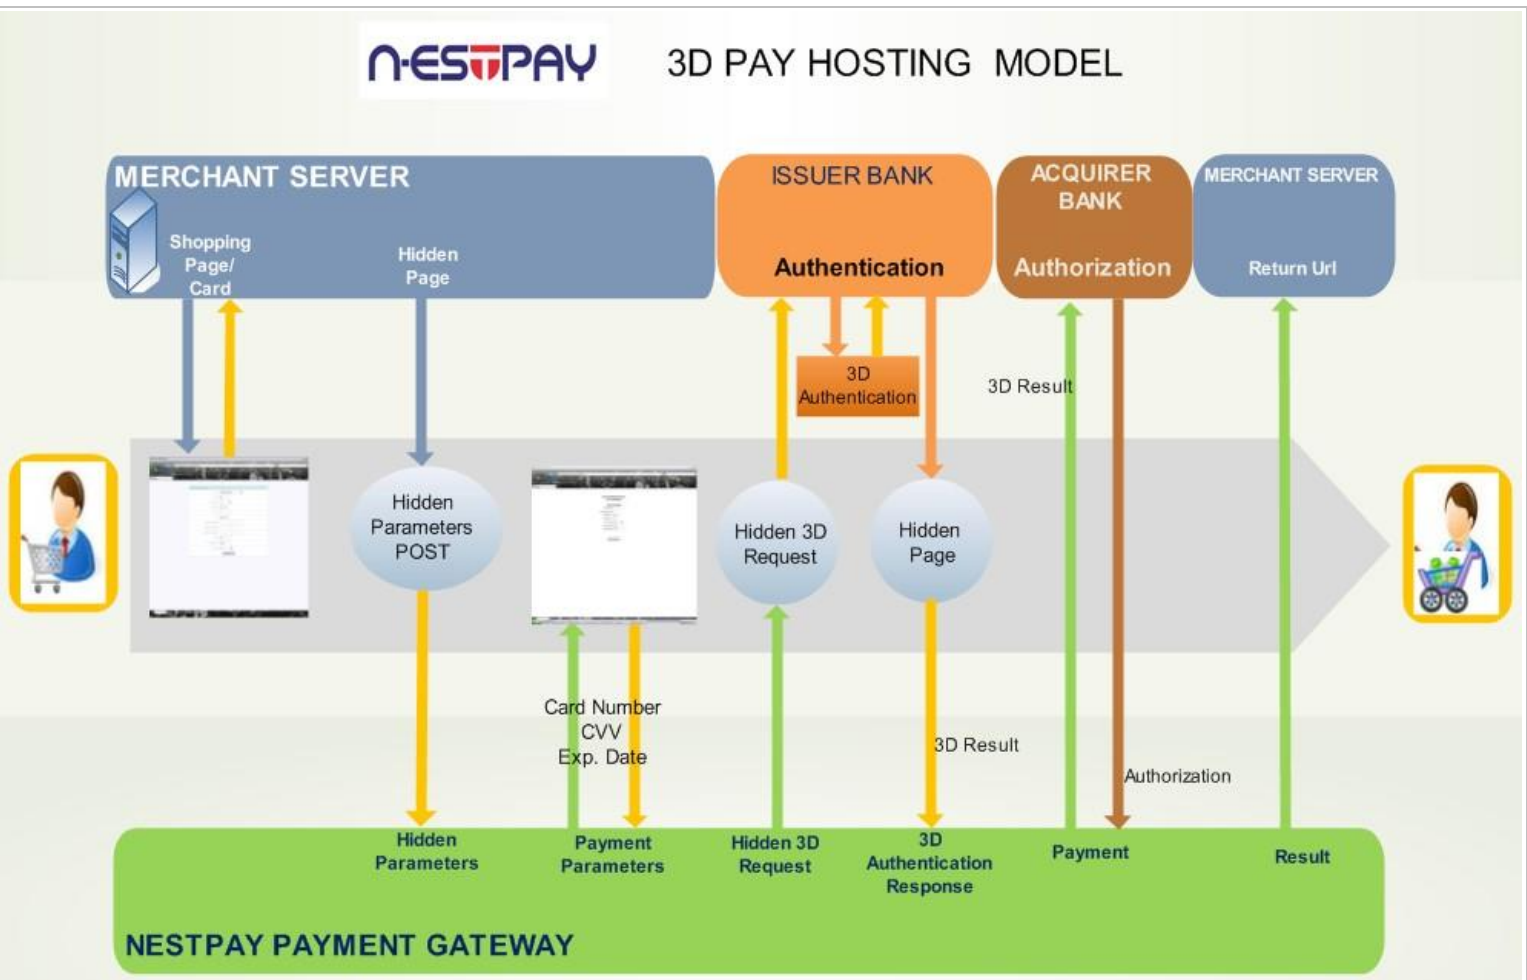 NESTPAY
3D PAY HOSTING MODEL
MERCHANT SERVER
Shopping
Page/
Card
Hidden
Page
ISSUER BANK
Authentication
ACQUIRER
BANK
Authorization
MERCHANT SERVER
Return Url
3D
Authentication
3D Result
Hidden
Parameters
POST
Hidden 3D
Request
Hidden
Page
Card Number
CVV
Exp. Date
3D Result
Authorization
Hidden
Parameters
Payment
Parameters
Hidden 3D
Request
3D
Authentication
Response
Payment
Result
NESTPAY PAYMENT GATEWAY